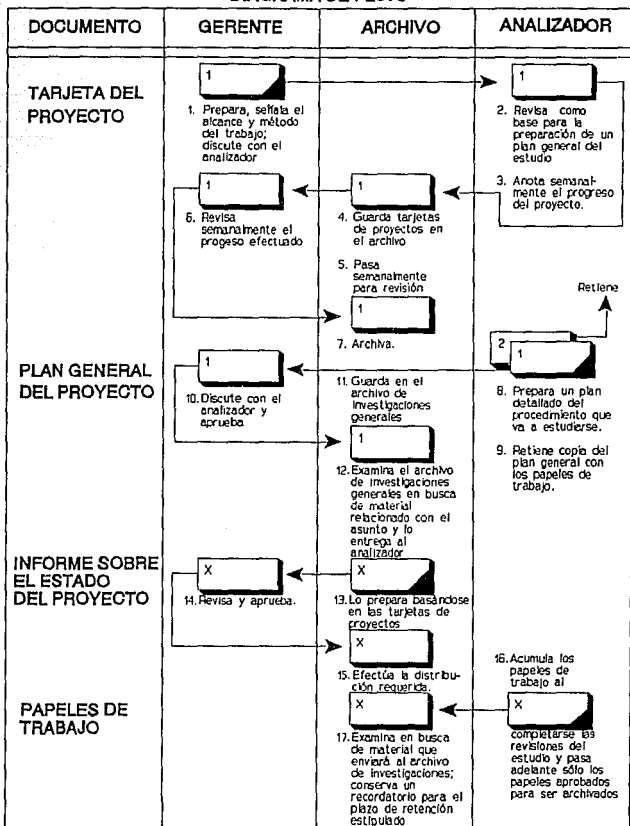 DOCUMENTO
GERENTE
ARCHIVO
ANALIZADOR
TARJETA DEL
PROYECTO
1
1. Prepara, señala el
alcance y método
del trabajo;
discute con el
analizador
1
2. Revisa como
base para la
preparación de un
plan general del
estudio
3. Anota semanal-
mente el progreso
del proyecto.
1
4. Guarda tarjetas
de proyectos en
el archivo
5. Pasa
semanalmente
para revisión
1
6. Revisa
semanalmente el
progeso efectuado
1
7. Archiva.
PLAN GENERAL
DEL PROYECTO
Retiene
2
1
8. Prepara un plan
detallado del
procedimiento que
va a estudiarse.
9. Retiene copia del
plan general con
los papeles de
trabajo.
1
10. Discute con el
analizador y
aprueba
11. Guarda en el
archivo de
investigaciones
generales
1
12. Examina el archivo
de investigaciones
generales en busca
de material
relacionado con el
asunto y lo
entrega al
analizador
INFORME SOBRE
EL ESTADO
DEL PROYECTO
X
13. Lo prepara basándose
en las tarjetas de
proyectos
X
14. Revisa y aprueba.
X
15. Efectúa la distribu-
ción requerida.
PAPELES DE
TRABAJO
16. Acumula los
papeles de
trabajo al
X
completarse las
revisiones del
estudio y pasa
adelante sólo los
papeles aprobados
para ser archivados
X
17. Examina en busca
de material que
enviará al archivo
de investigaciones;
conserva un
recordatorio para el
plazo de retención
estipulado